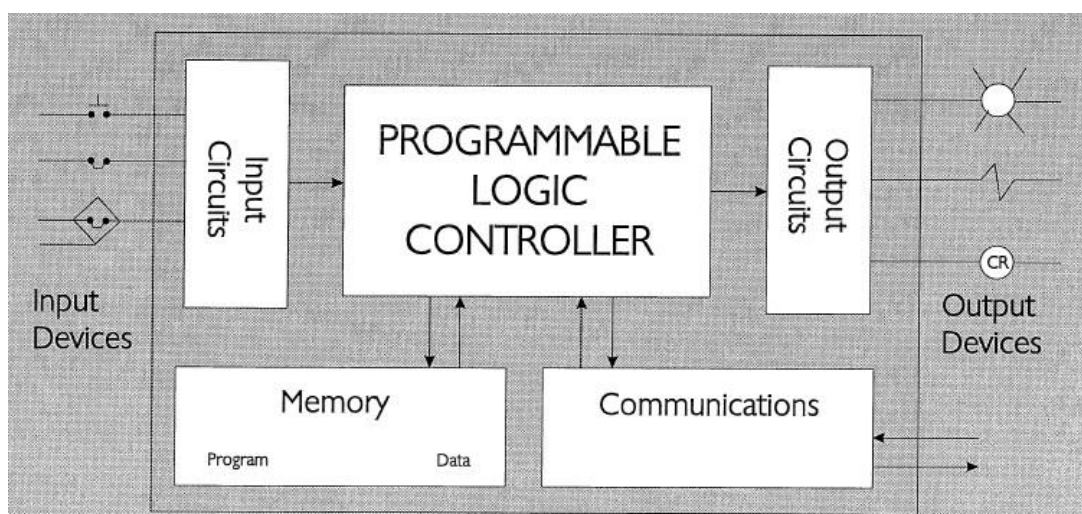 Input
Circuits
PROGRAMMABLE
LOGIC
CONTROLLER
Output
Circuits
CR
Input
Devices
Output
Devices
Memory
Program Data
Communications